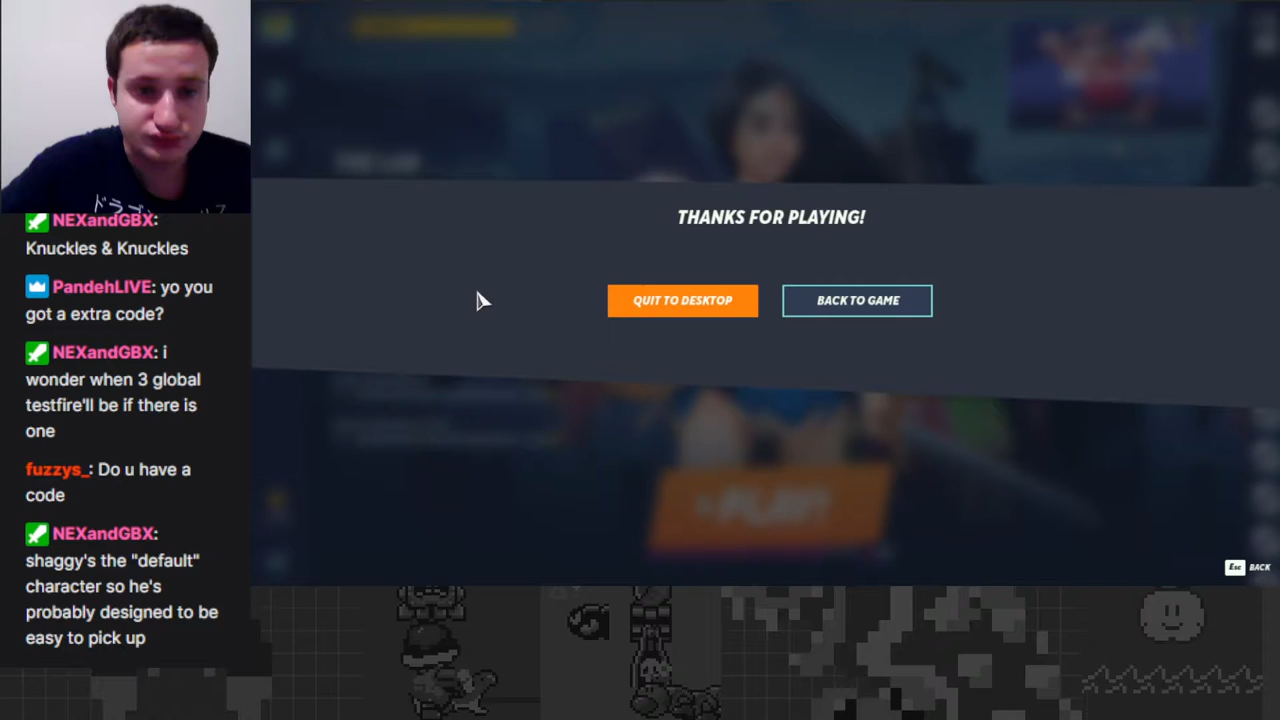 NEXandGBX:
Knuckles & Knuckles
PandehLIVE: yo you
got a extra code?
NEXandGBX: i
wonder when 3 global
testfire'll be if there is
one
fuzzys_: Do u have a
code
NEXandGBX:
shaggy's the "default"
character so he's
probably designed to be
easy to pick up
THANKS FOR PLAYING!
QUIT TO DESKTOP
BACK TO GAME
PLAY!
Esc BACK